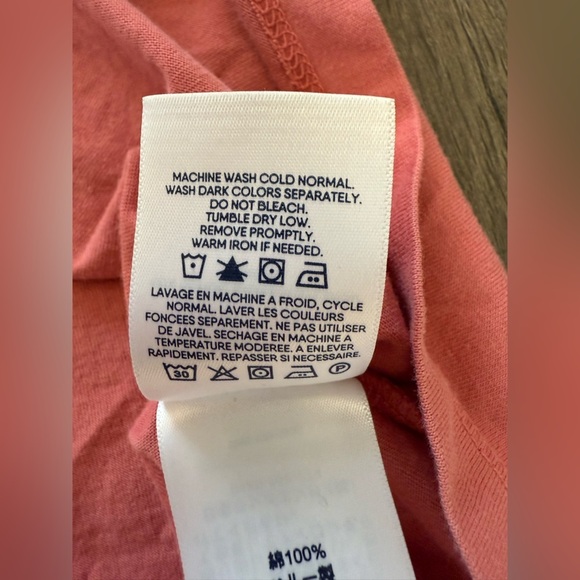 MACHINE WASH COLD NORMAL.
WASH DARK COLORS SEPARATELY.
DO NOT BLEACH.
TUMBLE DRY LOW.
REMOVE PROMPTLY.
WARM IRON IF NEEDED.
LAVAGE EN MACHINE A FROID, CYCLE
NORMAL. LAVER LES COULEURS
FONCEES SEPAREMENT. NE PAS UTILISER
DE JAVEL. SECHAGE EN MACHINE A
TEMPERATURE MODEREE. A ENLEVER
RAPIDEMENT. REPASSER SI NECESSAIRE.
30 P
綿100%